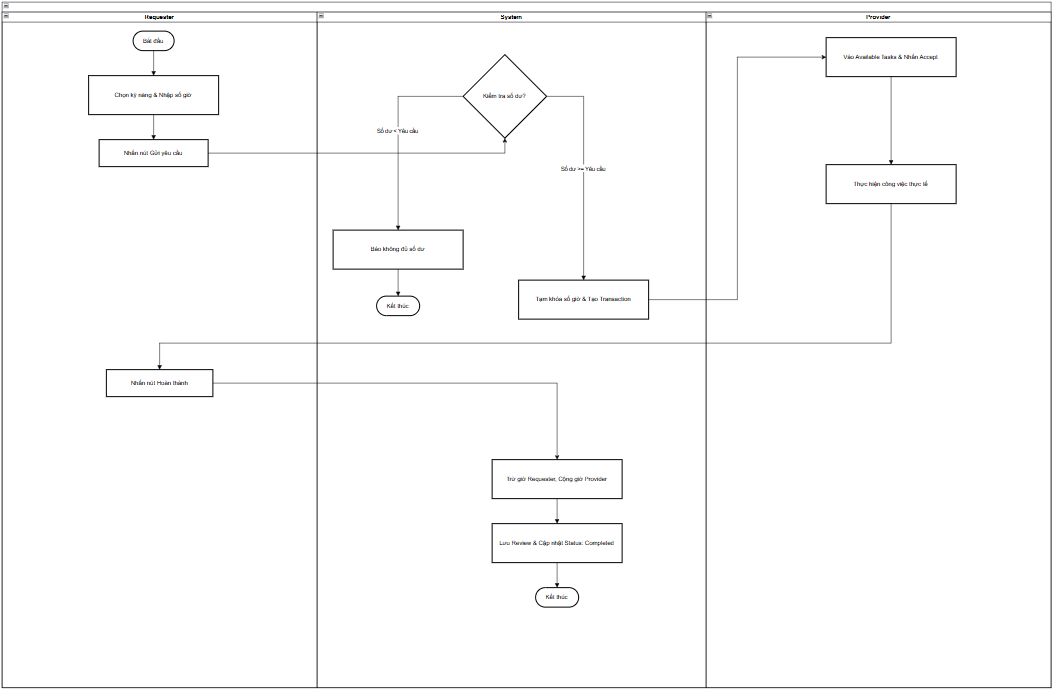 Requester
System
Provider
Bắt đầu
Chọn kỹ năng & Nhập số giờ
Nhấn nút Gửi yêu cầu
Kiểm tra số dư?
Số dư < Yêu cầu
Số dư >= Yêu cầu
Báo không đủ số dư
Kết thúc
Tạm khóa số giờ & Tạo Transaction
Vào Available Tasks & Nhấn Accept
Thực hiện công việc thực tế
Nhấn nút Hoàn thành
Trừ giờ Requester, Cộng giờ Provider
Lưu Review & Cập nhật Status: Completed
Kết thúc